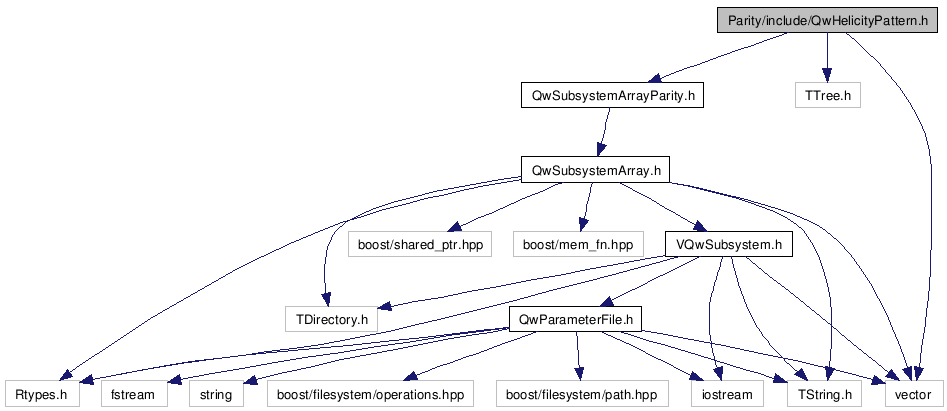 Parity/include/QwHelicityPattern.h
QwSubsystemArrayParity.h
TTree.h
QwSubsystemArray.h
boost/shared_ptr.hpp
boost/mem_fn.hpp
VQwSubsystem.h
TDirectory.h
QwParameterFile.h
Rtypes.h
fstream
string
boost/filesystem/operations.hpp
boost/filesystem/path.hpp
iostream
TString.h
vector